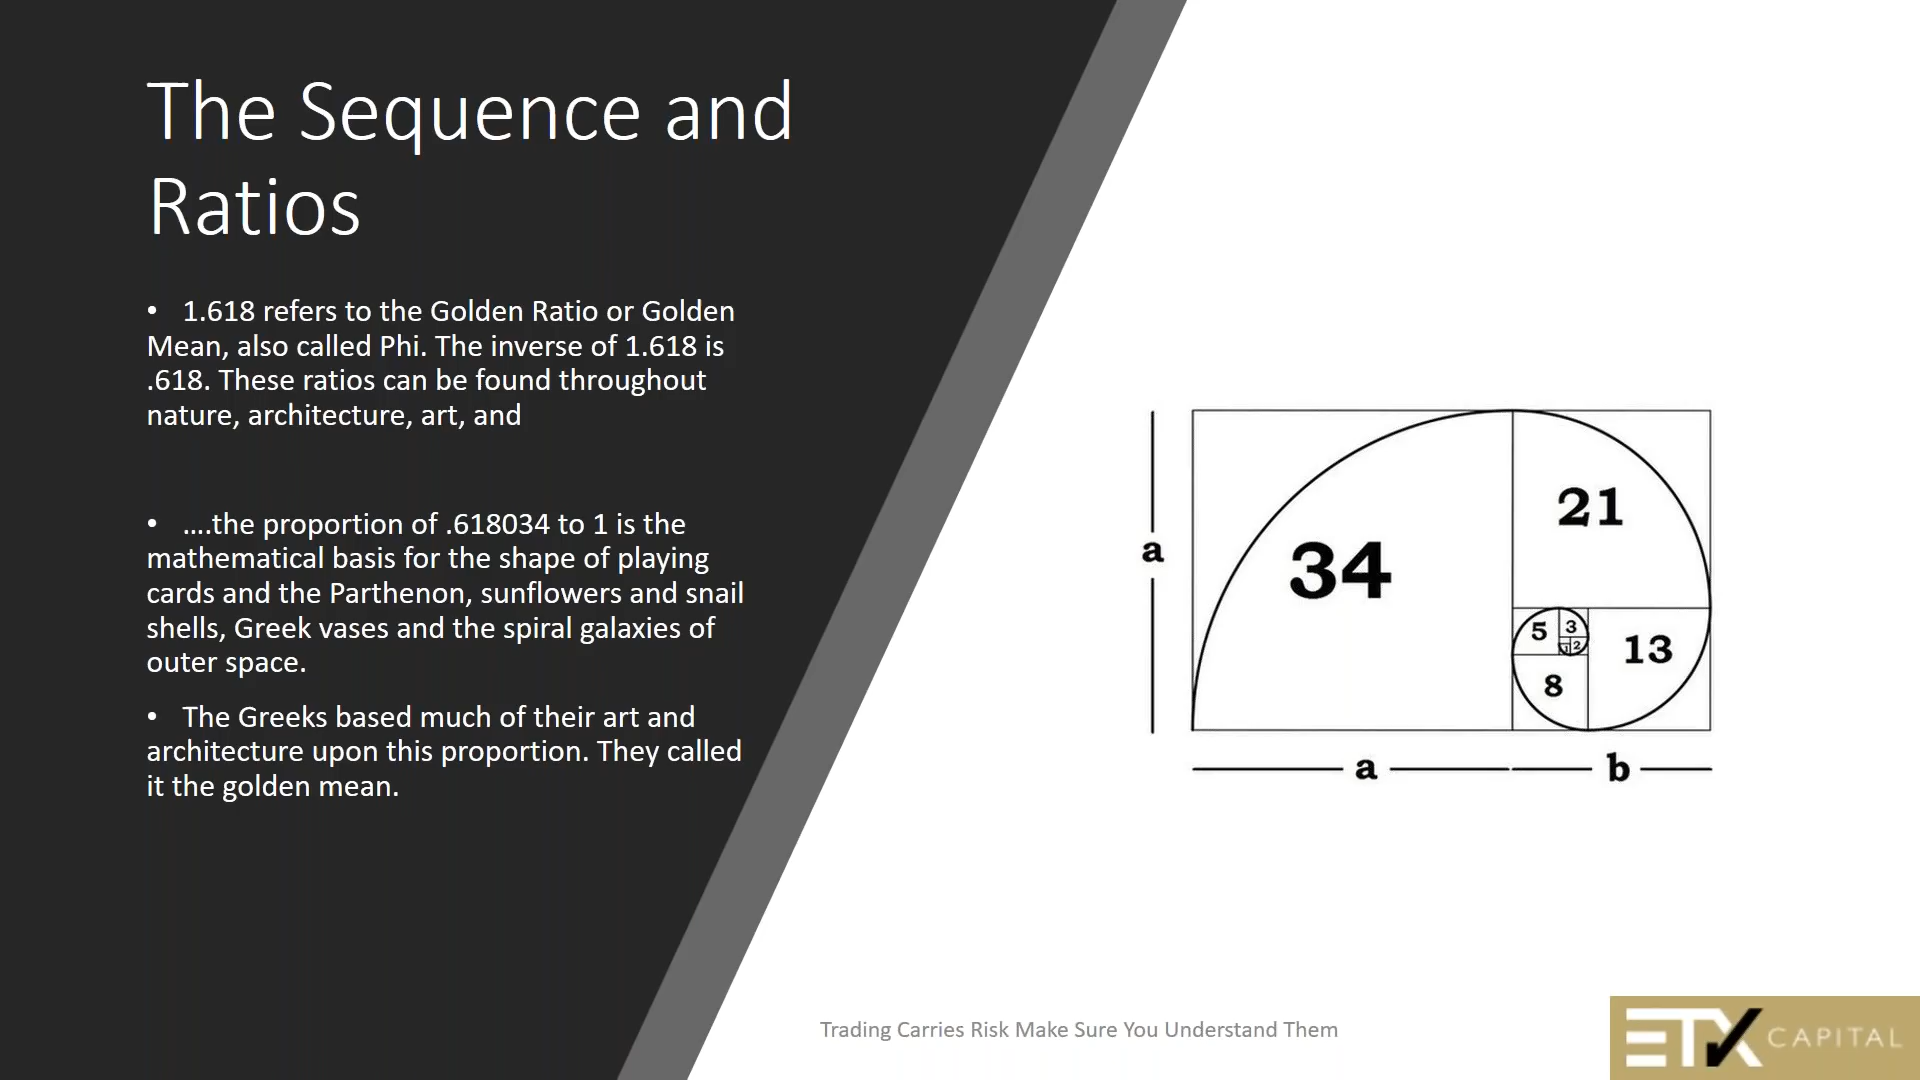 The Sequence and
Ratios
• 1.618 refers to the Golden Ratio or Golden
Mean, also called Phi. The inverse of 1.618 is
.618. These ratios can be found throughout
nature, architecture, art, and
• ….the proportion of .618034 to 1 is the
mathematical basis for the shape of playing
cards and the Parthenon, sunflowers and snail
shells, Greek vases and the spiral galaxies of
outer space.
• The Greeks based much of their art and
architecture upon this proportion. They called
it the golden mean.
21
34
a
5
3
1
2
13
8
a
b
Trading Carries Risk Make Sure You Understand Them
ETX CAPITAL